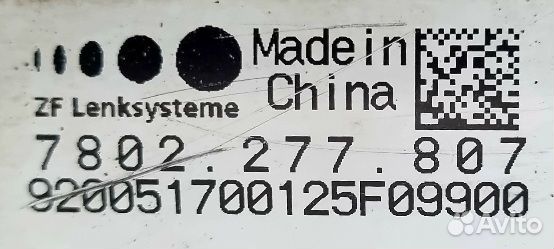 Made in
China
ZF Lenksysteme
7802.277.807
920051700125F09900
Avito